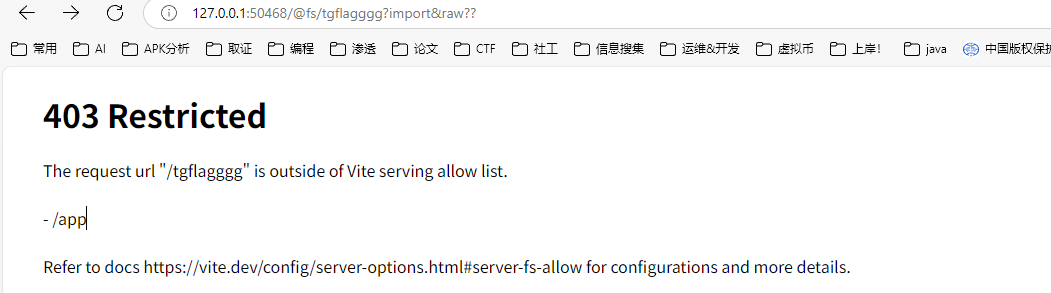 127.0.0.1:50468/@fs/tgflagggg?import&raw??
常用 AI APK分析 取证 编程 渗透 论文 CTF 社工 信息搜集 运维&开发 虚拟币 上岸！ java 中国版权保护
403 Restricted
The request url "/tgflagggg" is outside of Vite serving allow list.
- /app
Refer to docs https://vite.dev/config/server-options.html#server-fs-allow for configurations and more details.